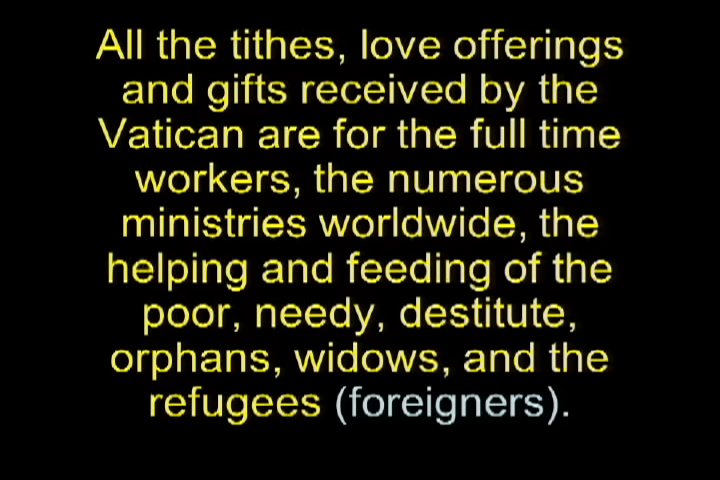 All the tithes, love offerings
and gifts received by the
Vatican are for the full time
workers, the numerous
ministries worldwide, the
helping and feeding of the
poor, needy, destitute,
orphans, widows, and the
refugees (foreigners).